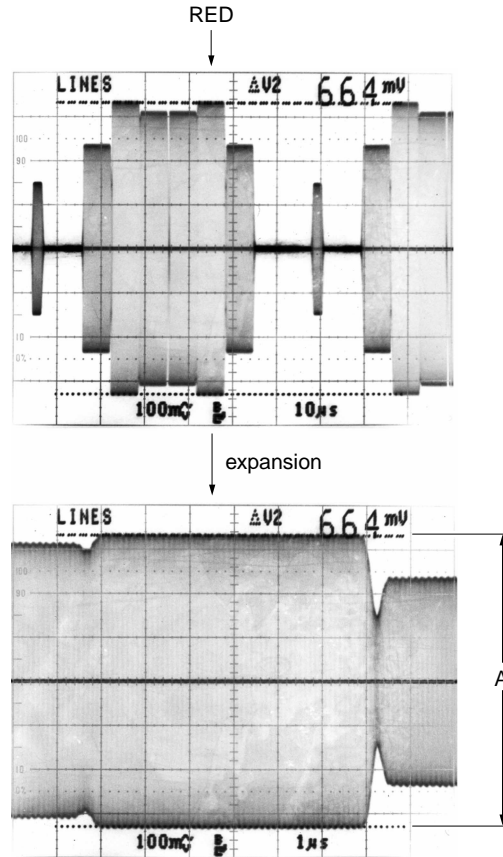 RED
LINES ΔV2 664 mV
100
90
10
0%
100mV 10µs
expansion
LINES ΔV2 664 mV
100
90
A
10
0%
100mV 1µs